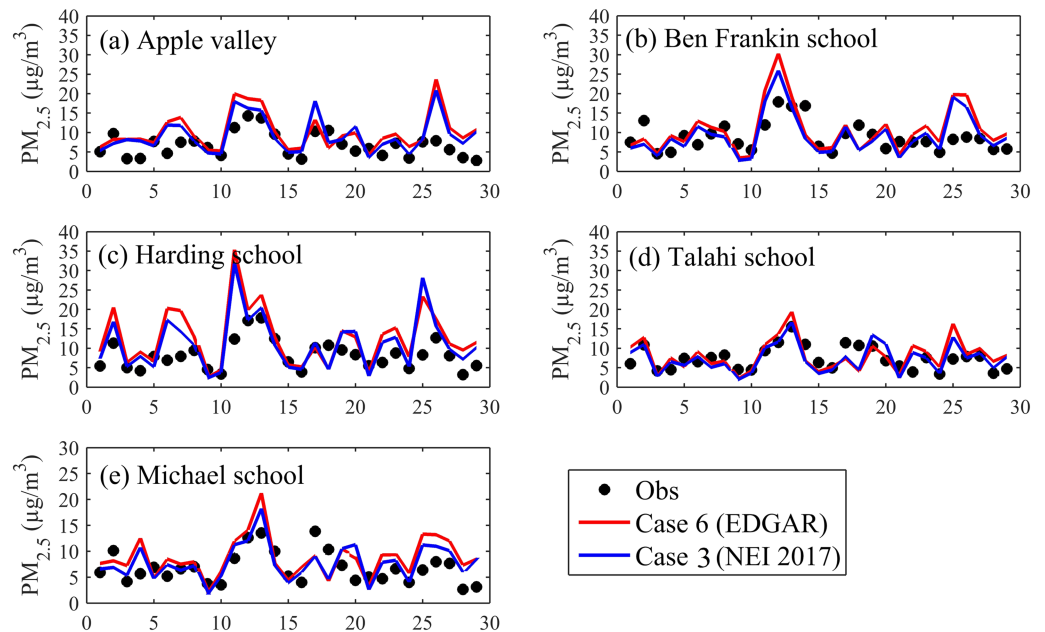 (a) Apple valley
PM2.5 (μg/m3)
40
35
30
25
20
15
10
5
0
0 5 10 15 20 25 30
(b) Ben Frankin school
PM2.5 (μg/m3)
40
35
30
25
20
15
10
5
0
0 5 10 15 20 25 30
(c) Harding school
PM2.5 (μg/m3)
40
35
30
25
20
15
10
5
0
0 5 10 15 20 25 30
(d) Talahi school
PM2.5 (μg/m3)
40
35
30
25
20
15
10
5
0
0 5 10 15 20 25 30
(e) Michael school
PM2.5 (μg/m3)
30
25
20
15
10
5
0
0 5 10 15 20 25 30
Obs
Case 6 (EDGAR)
Case 3 (NEI 2017)